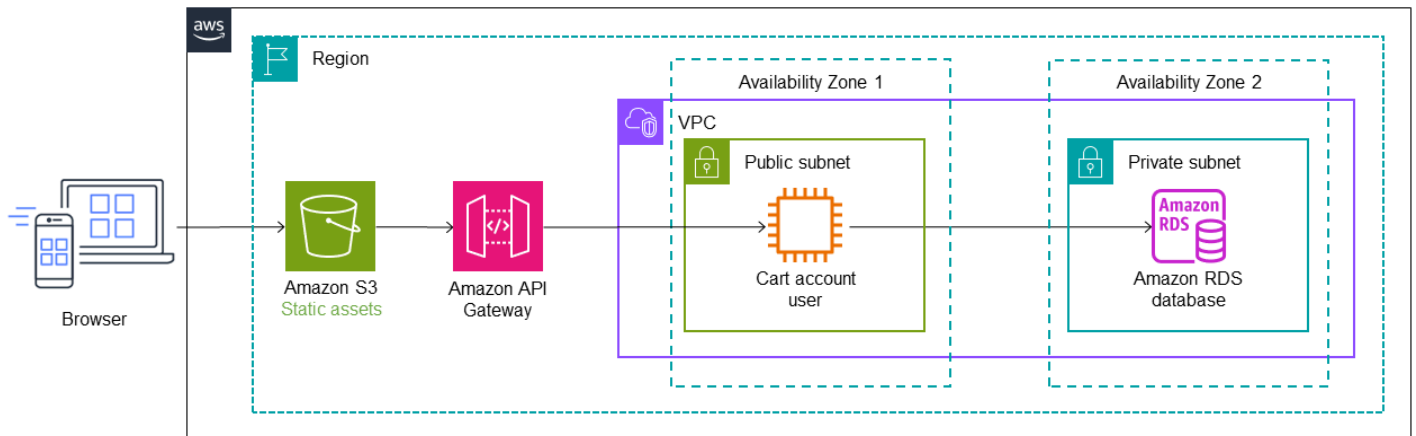 aws
Region
Availability Zone 1
Availability Zone 2
VPC
Public subnet
Private subnet
</>
Amazon
RDS
Amazon S3
Static assets
Amazon API
Gateway
Cart account
user
Amazon RDS
database
Browser